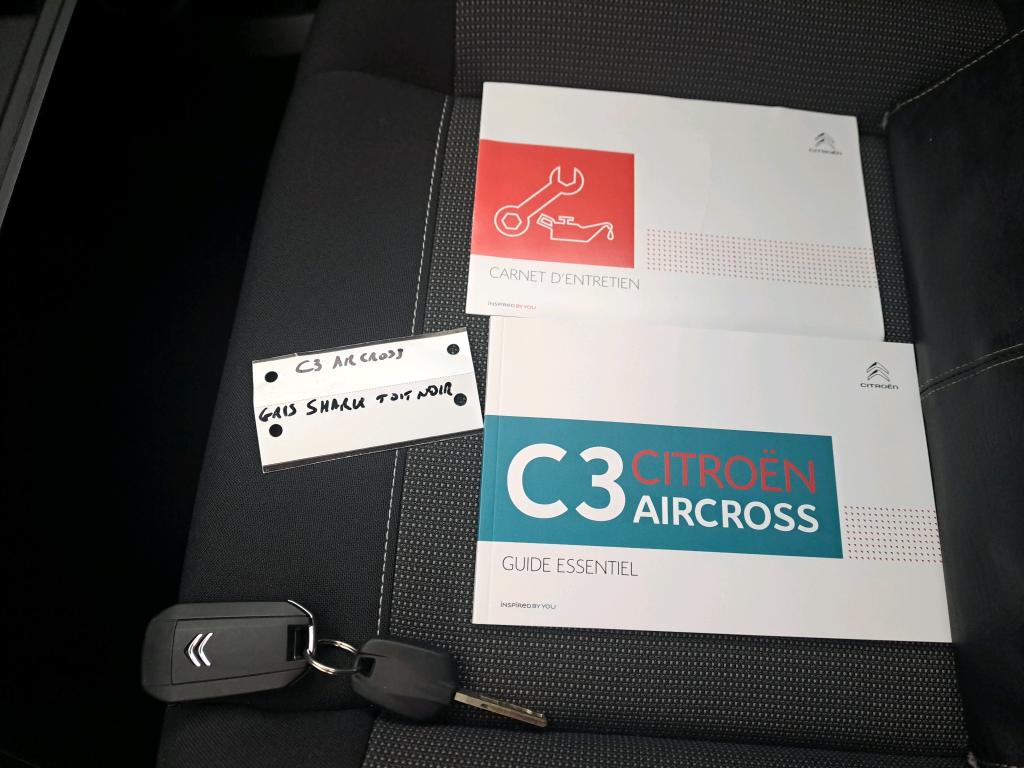 CITROËN
CARNET D'ENTRETIEN
INSPIRED BY YOU
C3 AIRCROSS
GRIS SHARK TOIT NOIR
CITROËN
C3 CITROËN
AIRCROSS
GUIDE ESSENTIEL
INSPIRED BY YOU